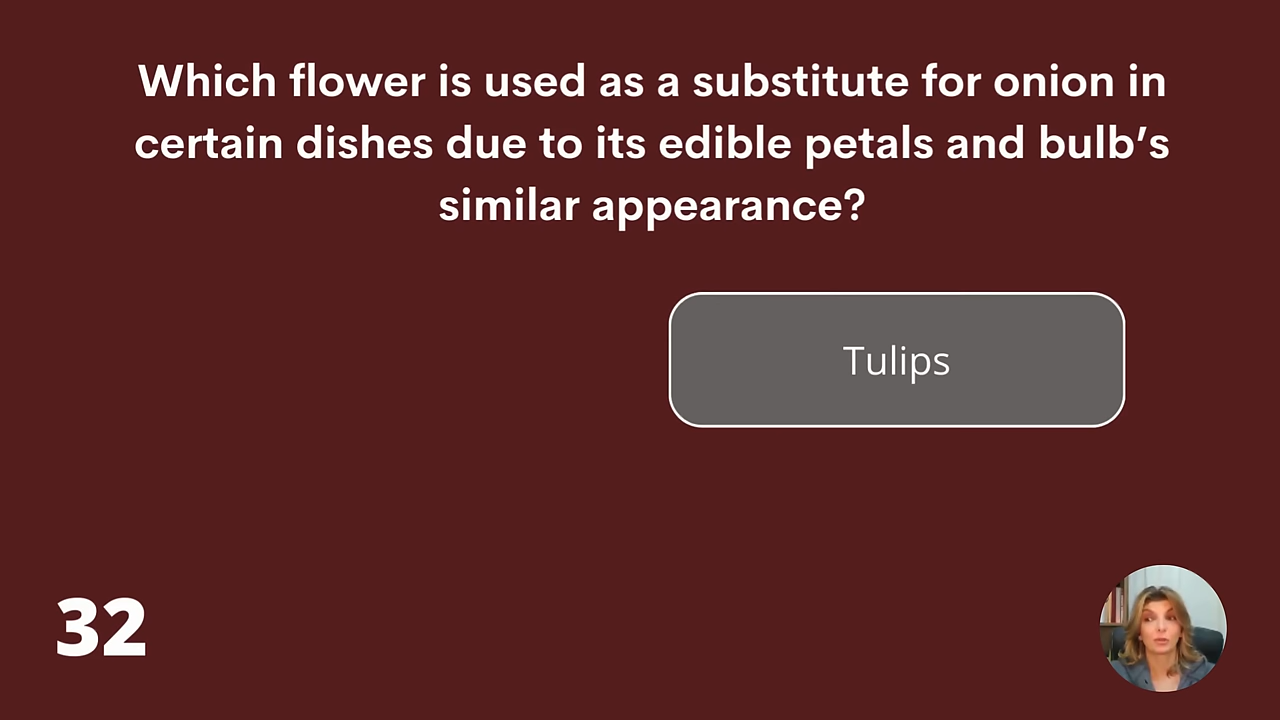 Which flower is used as a substitute for onion in
certain dishes due to its edible petals and bulb’s
similar appearance?
Tulips
32